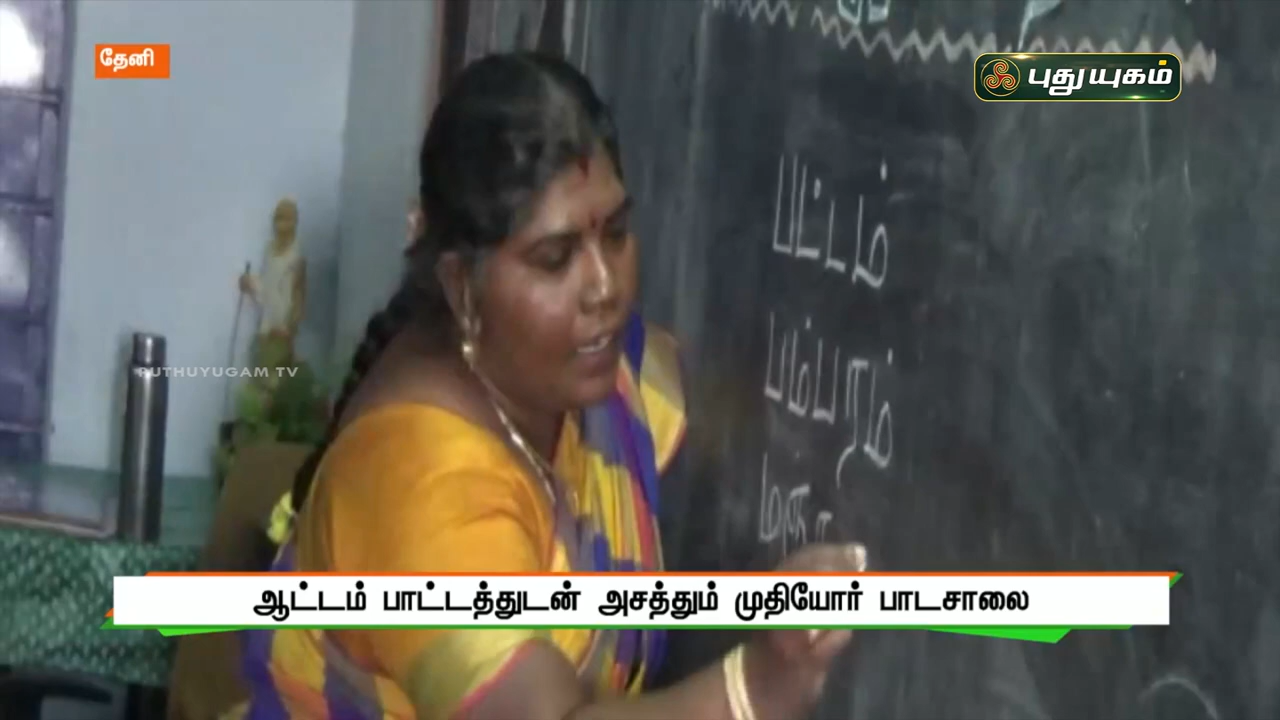 தேனி
புதுயுகம்
பட்டம்
பம்பரம்
PUTHUYUGAM TV
ஆட்டம் பாட்டத்துடன் அசத்தும் முதியோர் பாடசாலை